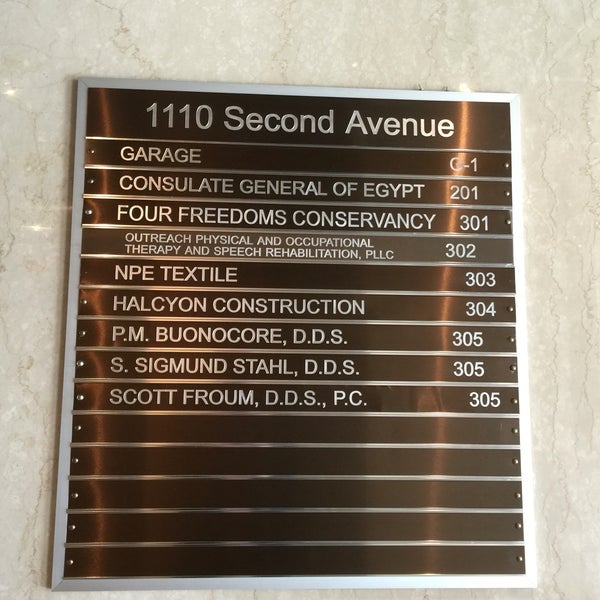 1110 Second Avenue
GARAGE C-1
CONSULATE GENERAL OF EGYPT 201
FOUR FREEDOMS CONSERVANCY 301
OUTREACH PHYSICAL AND OCCUPATIONAL
THERAPY AND SPEECH REHABILITATION, PLLC 302
NPE TEXTILE 303
HALCYON CONSTRUCTION 304
P.M. BUONOCORE, D.D.S. 305
S. SIGMUND STAHL, D.D.S. 305
SCOTT FROUM, D.D.S., P.C. 305